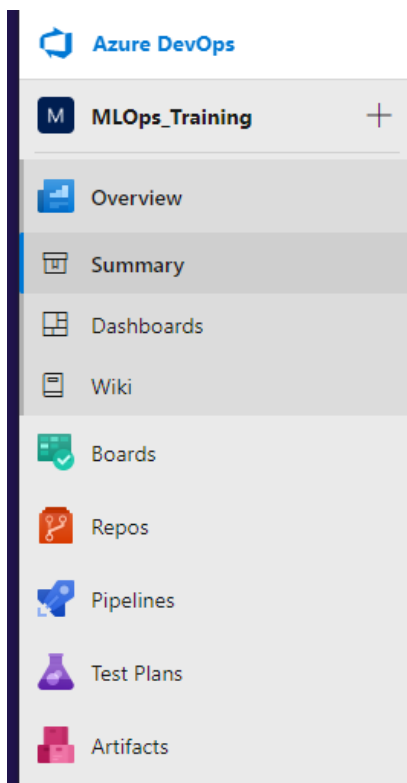 Azure DevOps
M MLOps_Training +
Overview
Summary
Dashboards
Wiki
Boards
Repos
Pipelines
Test Plans
Artifacts